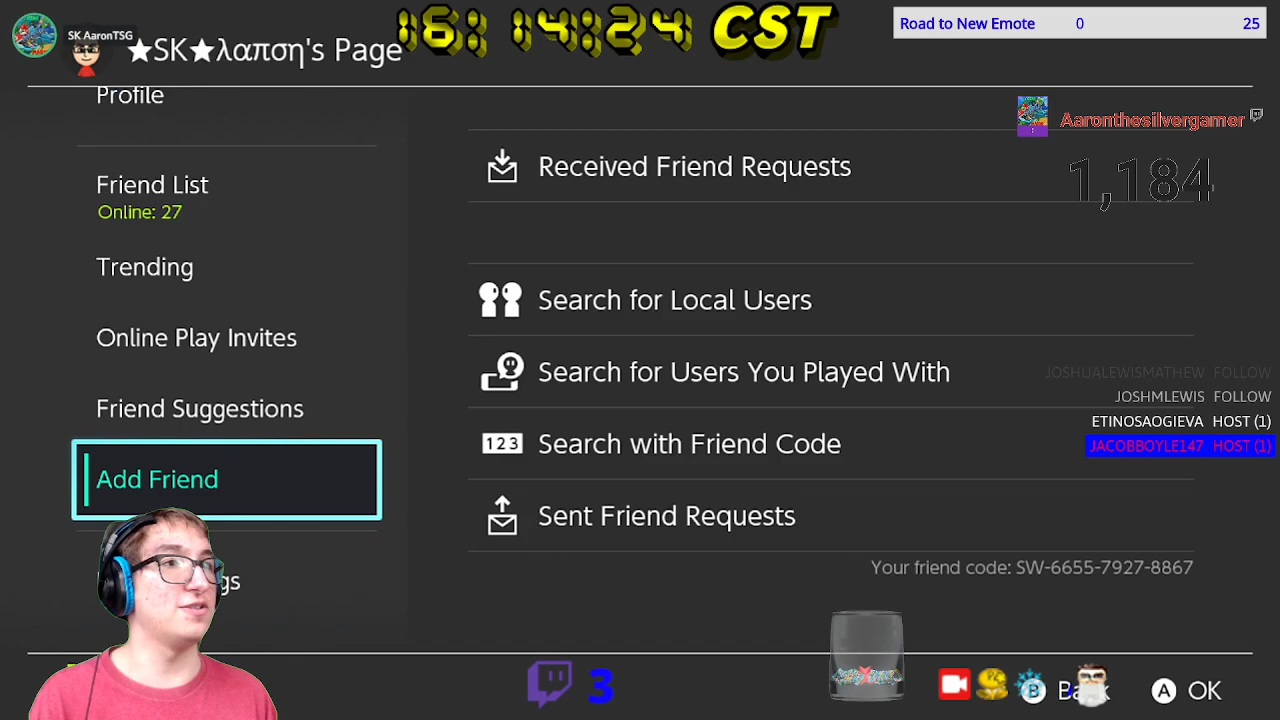 SK AaronTSG
★SK★λαπση's Page
16:14:24 CST
Road to New Emote 0 25
Profile
Aaronthesilvergamer
1,184
Friend List
Online: 27
Trending
Online Play Invites
Friend Suggestions
Add Friend
gs
Received Friend Requests
Search for Local Users
Search for Users You Played With
123 Search with Friend Code
Sent Friend Requests
Your friend code: SW-6655-7927-8867
JOSHUALEWISMATHEW FOLLOW
JOSHMLEWIS FOLLOW
ETINOSAOGIEVA HOST (1)
JACOBBOYLE147 HOST (1)
3
B
A OK